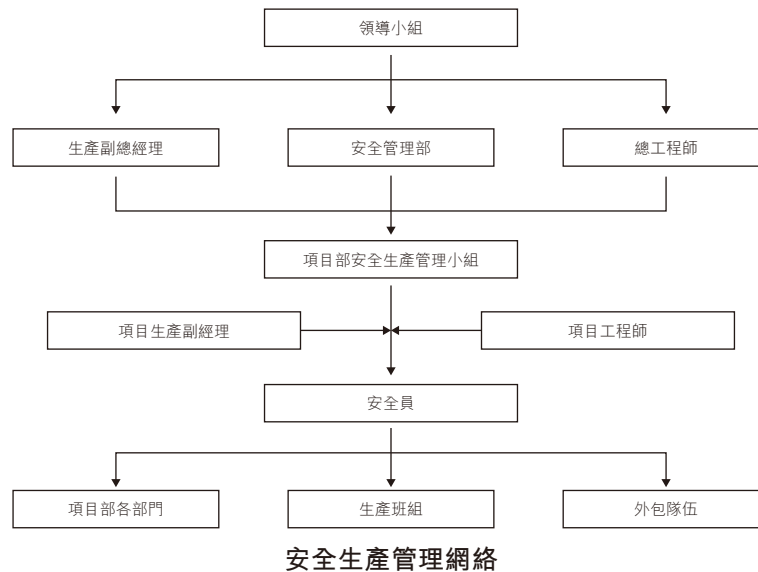 領導小組
生產副總經理
安全管理部
總工程師
項目部安全生產管理小組
項目生產副經理
項目工程師
安全員
項目部各部門
生產班組
外包隊伍
安全生產管理網絡